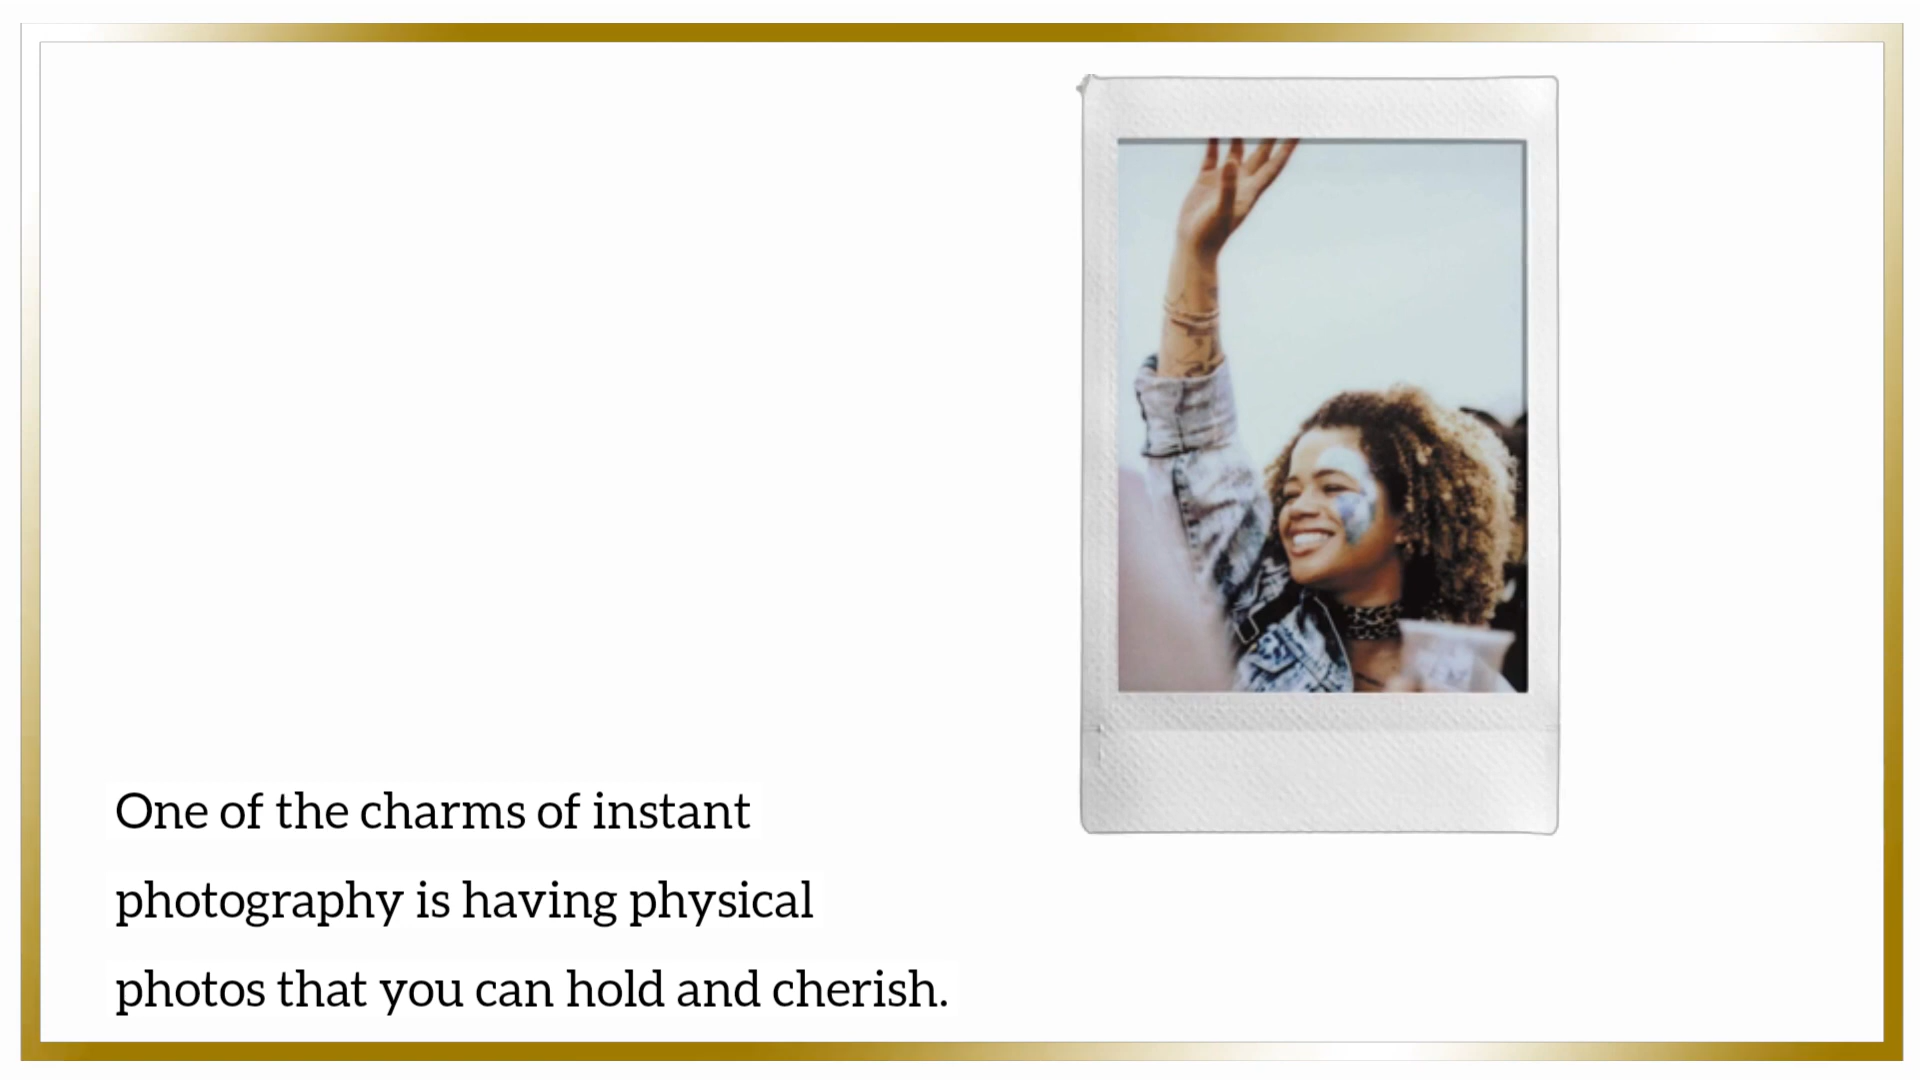 One of the charms of instant
photography is having physical
photos that you can hold and cherish.